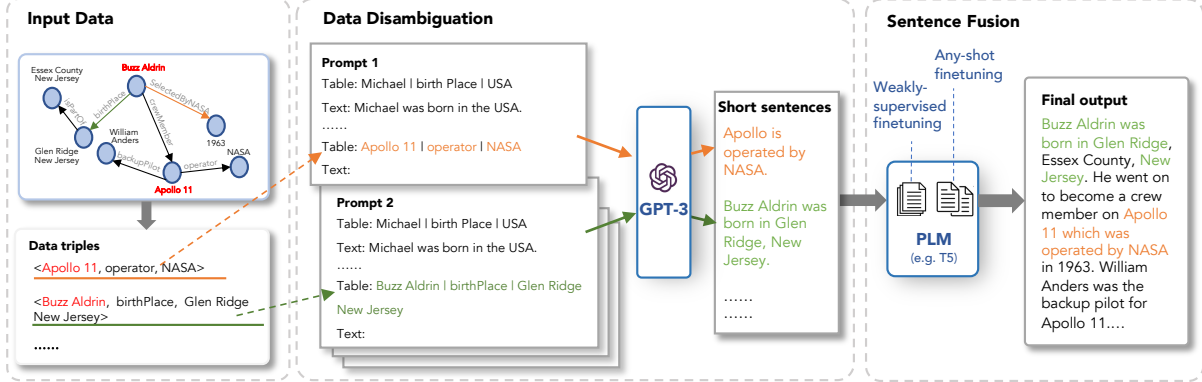 Input Data
Essex County
New Jersey
Buzz Aldrin
SelectedByNASA
isPartOf
birthPlace
crewMember
William
Anders
1963
Glen Ridge
New Jersey
backupPilot
operator
NASA
Apollo 11
Data triples
<Apollo 11, operator, NASA>
<Buzz Aldrin, birthPlace, Glen Ridge
New Jersey>
......
Data Disambiguation
Prompt 1
Table: Michael | birth Place | USA
Text: Michael was born in the USA.
......
Table: Apollo 11 | operator | NASA
Text:
Prompt 2
Table: Michael | birth Place | USA
Text: Michael was born in the USA.
......
Table: Buzz Aldrin | birthPlace | Glen Ridge
New Jersey
Text:
GPT-3
Short sentences
Apollo is
operated by
NASA.
Buzz Aldrin was
born in Glen
Ridge, New
Jersey.
......
......
Sentence Fusion
Any-shot
finetuning
Weakly-
supervised
finetuning
PLM
(e.g. T5)
Final output
Buzz Aldrin was
born in Glen Ridge,
Essex County, New
Jersey. He went on
to become a crew
member on Apollo
11 which was
operated by NASA
in 1963. William
Anders was the
backup pilot for
Apollo 11....